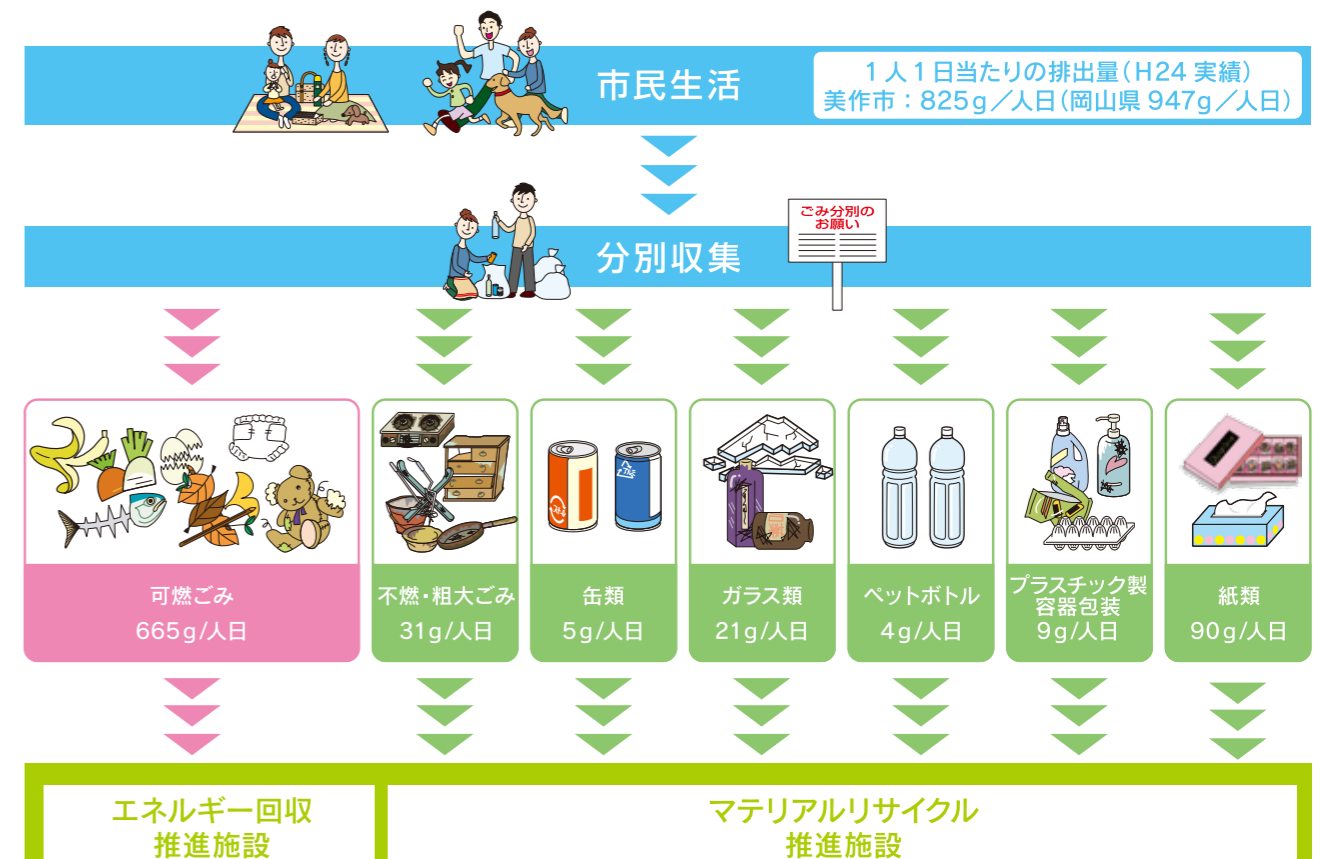 市民生活
1人1日当たりの排出量(H24 実績)
美作市:825g/人日(岡山県 947g/人日)
ごみ分別の
お願い
分別収集
可燃ごみ
665g/人日
不燃・粗大ごみ
31g/人日
缶類
5g/人日
ガラス類
21g/人日
ペットボトル
4g/人日
プラスチック製
容器包装
9g/人日
紙類
90g/人日
エネルギー回収
推進施設
マテリアルリサイクル
推進施設